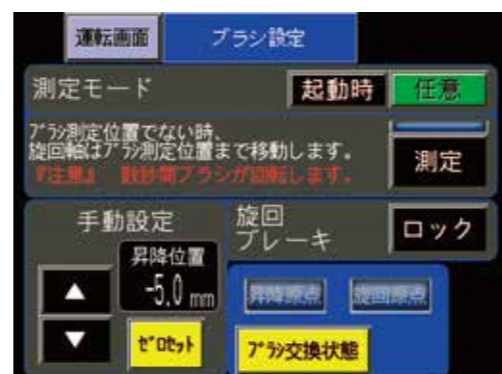 運転画面
ブラシ設定
測定モード
起動時
任意
ﾌﾞﾗｼ測定位置でない時、
旋回軸はﾌﾞﾗｼ測定位置まで移動します。
『注意』 数秒間ブラシが回転します。
測定
手動設定
旋回
ブレーキ
ロック
昇降位置
-5.0 mm
▲
▼
ｾﾞﾛｾｯﾄ
昇降原点
旋回原点
ﾌﾞﾗｼ交換状態